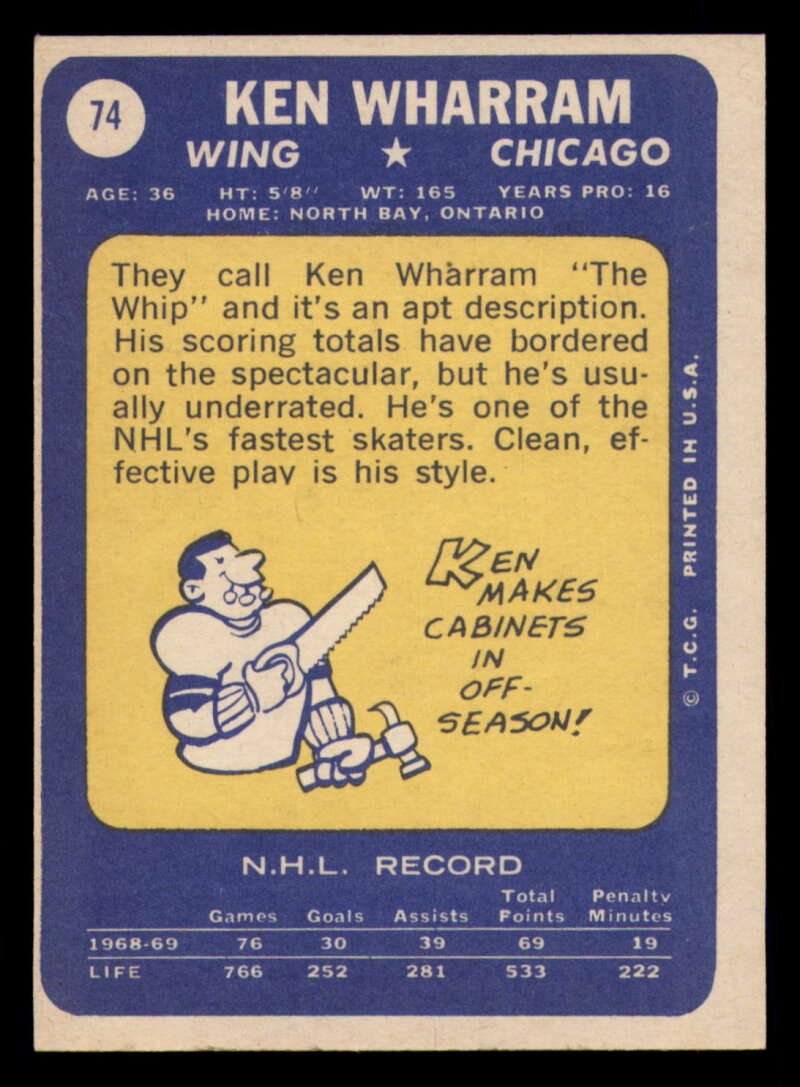 74
KEN WHARRAM
WING ★ CHICAGO
AGE: 36 HT: 5'8" WT: 165 YEARS PRO: 16
HOME: NORTH BAY, ONTARIO
They call Ken Wharram "The
Whip" and it's an apt description.
His scoring totals have bordered
on the spectacular, but he's usu-
ally underrated. He's one of the
NHL's fastest skaters. Clean, ef-
fective play is his style.
KEN
MAKES
CABINETS
IN
OFF-
SEASON!
© T.C.G. PRINTED IN U.S.A.
N.H.L. RECORD
Total Penalty
Games Goals Assists Points Minutes
1968-69 76 30 39 69 19
LIFE 766 252 281 533 222